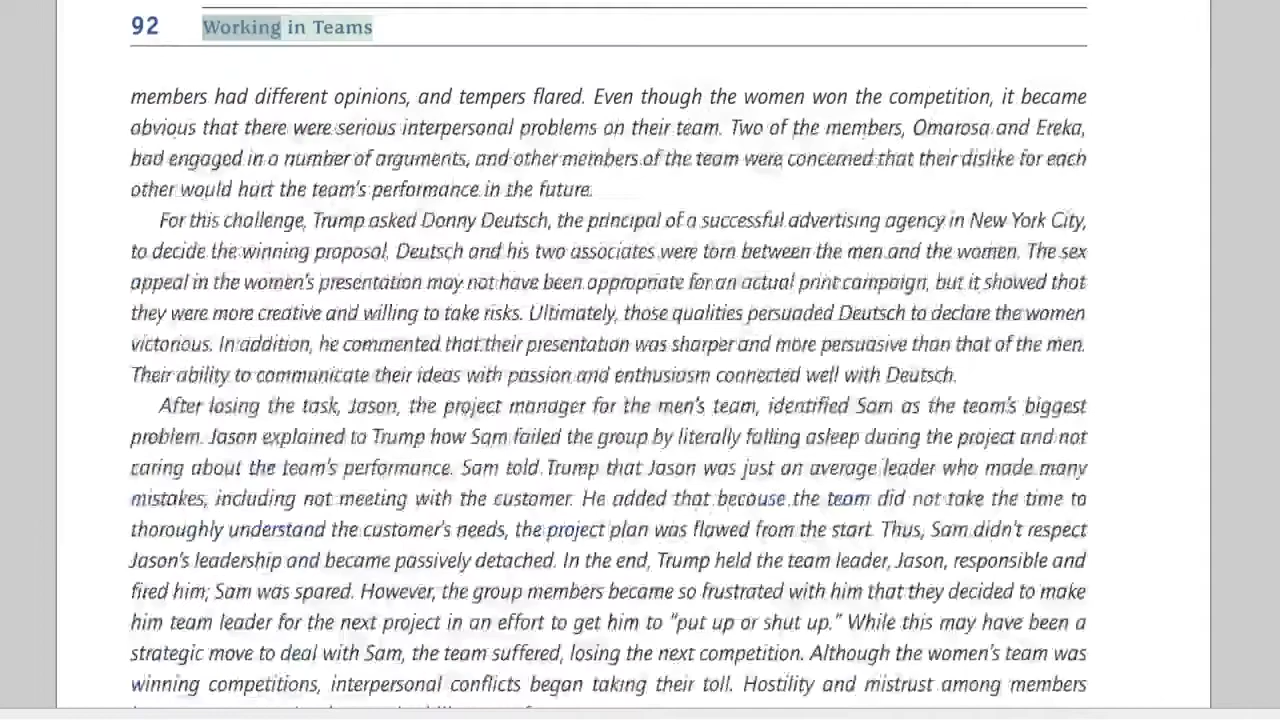 92 Working in Teams
members had different opinions, and tempers flared. Even though the women won the competition, it became
obvious that there were serious interpersonal problems on their team. Two of the members, Omarosa and Ereka,
had engaged in a number of arguments, and other members of the team were concerned that their dislike for each
other would hurt the team's performance in the future.
For this challenge, Trump asked Donny Deutsch, the principal of a successful advertising agency in New York City,
to decide the winning proposal. Deutsch and his two associates were torn between the men and the women. The sex
appeal in the women's presentation may not have been appropriate for an actual print campaign, but it showed that
they were more creative and willing to take risks. Ultimately, those qualities persuaded Deutsch to declare the women
victorious. In addition, he commented that their presentation was sharper and more persuasive than that of the men.
Their ability to communicate their ideas with passion and enthusiasm connected well with Deutsch.
After losing the task, Jason, the project manager for the men's team, identified Sam as the team's biggest
problem. Jason explained to Trump how Sam failed the group by literally falling asleep during the project and not
caring about the team's performance. Sam told Trump that Jason was just an average leader who made many
mistakes, including not meeting with the customer. He added that because the team did not take the time to
thoroughly understand the customer's needs, the project plan was flawed from the start. Thus, Sam didn't respect
Jason's leadership and became passively detached. In the end, Trump held the team leader, Jason, responsible and
fired him; Sam was spared. However, the group members became so frustrated with him that they decided to make
him team leader for the next project in an effort to get him to "put up or shut up." While this may have been a
strategic move to deal with Sam, the team suffered, losing the next competition. Although the women's team was
winning competitions, interpersonal conflicts began taking their toll. Hostility and mistrust among members